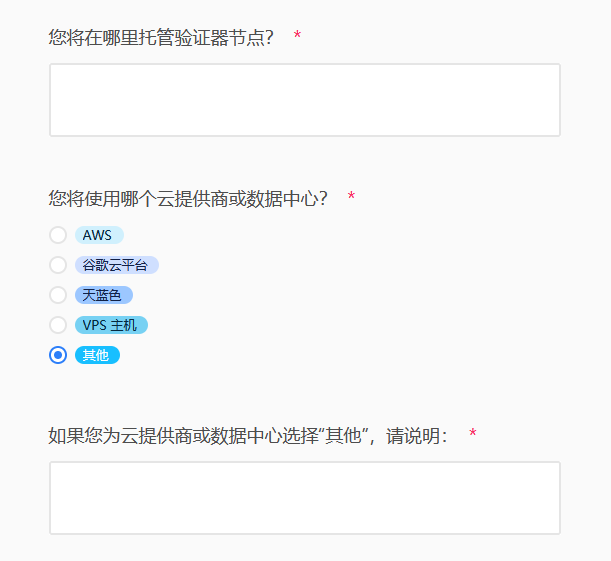 您将在哪里托管验证器节点？ *
您将使用哪个云提供商或数据中心？ *
AWS
谷歌云平台
天蓝色
VPS 主机
其他
如果您为云提供商或数据中心选择“其他”，请说明： *